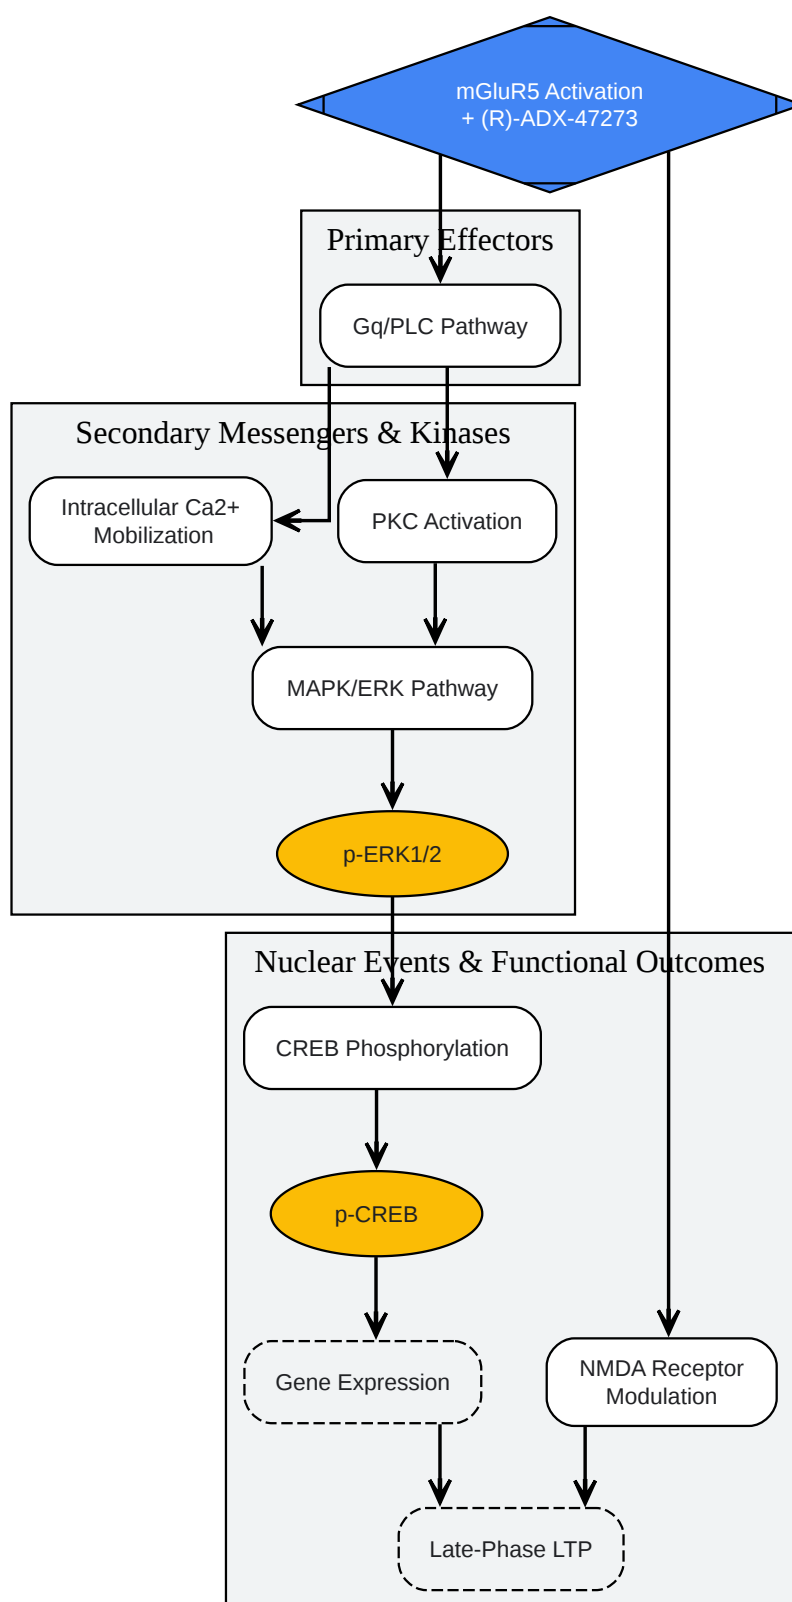 mGluR5 Activation
+ (R)-ADX-47273
Primary Effectors
Gq/PLC Pathway
Secondary Messengers & Kinases
Intracellular Ca2+
Mobilization
PKC Activation
MAPK/ERK Pathway
p-ERK1/2
Nuclear Events & Functional Outcomes
CREB Phosphorylation
p-CREB
Gene Expression
NMDA Receptor
Modulation
Late-Phase LTP